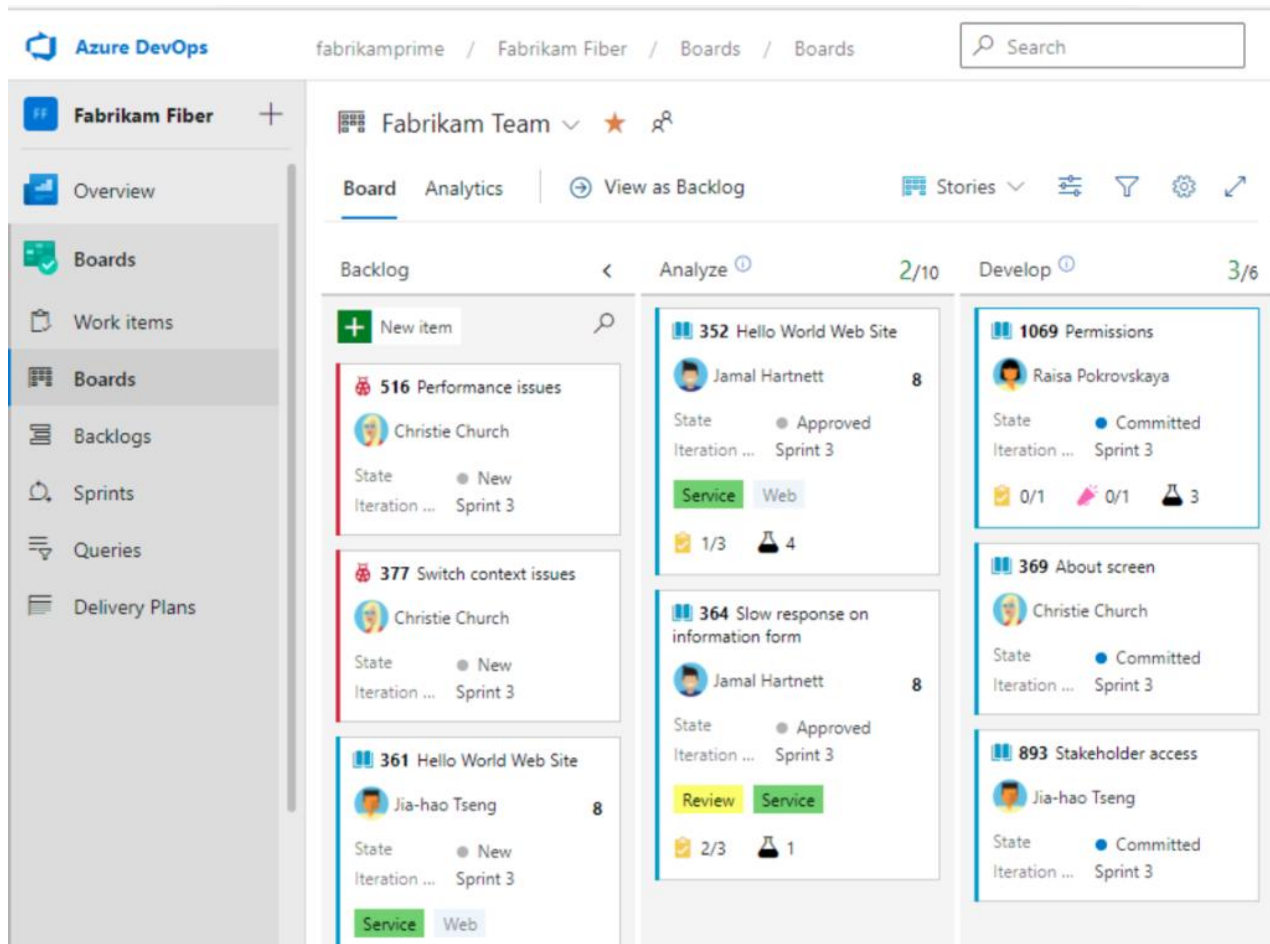 Azure DevOps
fabrikamprime / Fabrikam Fiber / Boards / Boards
Search
FF Fabrikam Fiber
Overview
Boards
Work items
Boards
Backlogs
Sprints
Queries
Delivery Plans
Fabrikam Team
Board Analytics View as Backlog Stories
Backlog
New item
516 Performance issues
Christie Church
State New
Iteration ... Sprint 3
377 Switch context issues
Christie Church
State New
Iteration ... Sprint 3
361 Hello World Web Site
Jia-hao Tseng 8
State New
Iteration ... Sprint 3
Service Web
Analyze 2/10
352 Hello World Web Site
Jamal Hartnett 8
State Approved
Iteration ... Sprint 3
Service Web
1/3 4
364 Slow response on
information form
Jamal Hartnett 8
State Approved
Iteration ... Sprint 3
Review Service
2/3 1
Develop 3/6
1069 Permissions
Raisa Pokrovskaya
State Committed
Iteration ... Sprint 3
0/1 0/1 3
369 About screen
Christie Church
State Committed
Iteration ... Sprint 3
893 Stakeholder access
Jia-hao Tseng
State Committed
Iteration ... Sprint 3